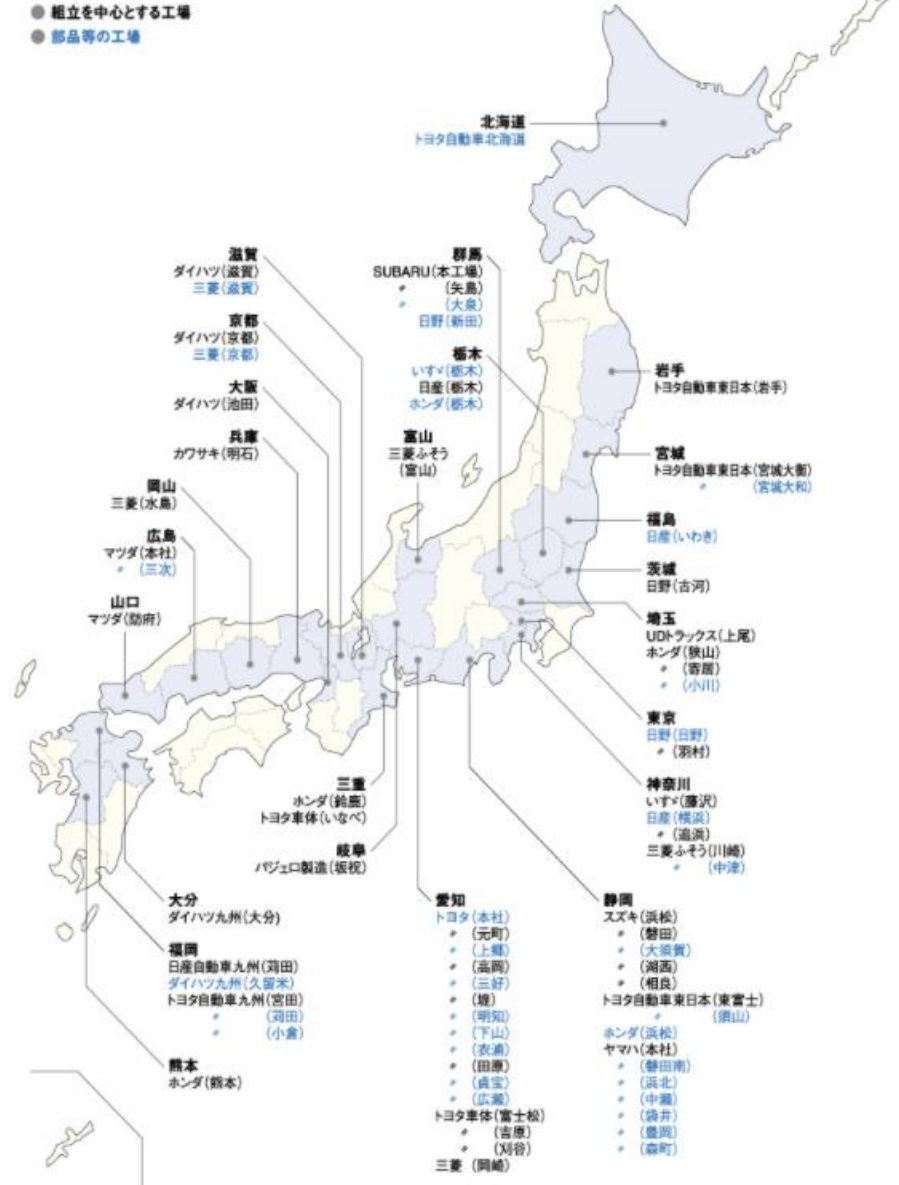 組立を中心とする工場
部品等の工場
北海道
トヨタ自動車北海道
滋賀
ダイハツ(滋賀)
三菱(滋賀)
京都
ダイハツ(京都)
三菱(京都)
大阪
ダイハツ(池田)
兵庫
カワサキ(明石)
岡山
三菱(水島)
広島
マツダ(本社)
〃 (三次)
山口
マツダ(防府)
群馬
SUBARU(本工場)
〃 (矢島)
〃 (大泉)
日野(新田)
栃木
いすゞ(栃木)
日産(栃木)
ホンダ(栃木)
富山
三菱ふそう
(富山)
岩手
トヨタ自動車東日本(岩手)
宮城
トヨタ自動車東日本(宮城大衡)
〃 (宮城大和)
福島
日産(いわき)
茨城
日野(古河)
埼玉
UDトラックス(上尾)
ホンダ(狭山)
〃 (寄居)
〃 (小川)
東京
日野(日野)
〃 (羽村)
神奈川
いすゞ(藤沢)
日産(横浜)
〃 (追浜)
三菱ふそう(川崎)
〃 (中津)
三重
ホンダ(鈴鹿)
トヨタ車体(いなべ)
岐阜
パジェロ製造(坂祝)
大分
ダイハツ九州(大分)
福岡
日産自動車九州(苅田)
ダイハツ九州(久留米)
トヨタ自動車九州(宮田)
〃 (苅田)
〃 (小倉)
熊本
ホンダ(熊本)
愛知
トヨタ(本社)
〃 (元町)
〃 (上郷)
〃 (高岡)
〃 (三好)
〃 (堤)
〃 (明知)
〃 (下山)
〃 (衣浦)
〃 (田原)
〃 (貞宝)
〃 (広瀬)
トヨタ車体(富士松)
〃 (吉原)
〃 (刈谷)
三菱 (岡崎)
静岡
スズキ(浜松)
〃 (磐田)
〃 (大須賀)
〃 (湖西)
〃 (相良)
トヨタ自動車東日本(東富士)
〃 (須山)
ホンダ(浜松)
ヤマハ(本社)
〃 (磐田南)
〃 (浜北)
〃 (中瀬)
〃 (袋井)
〃 (豊岡)
〃 (森町)